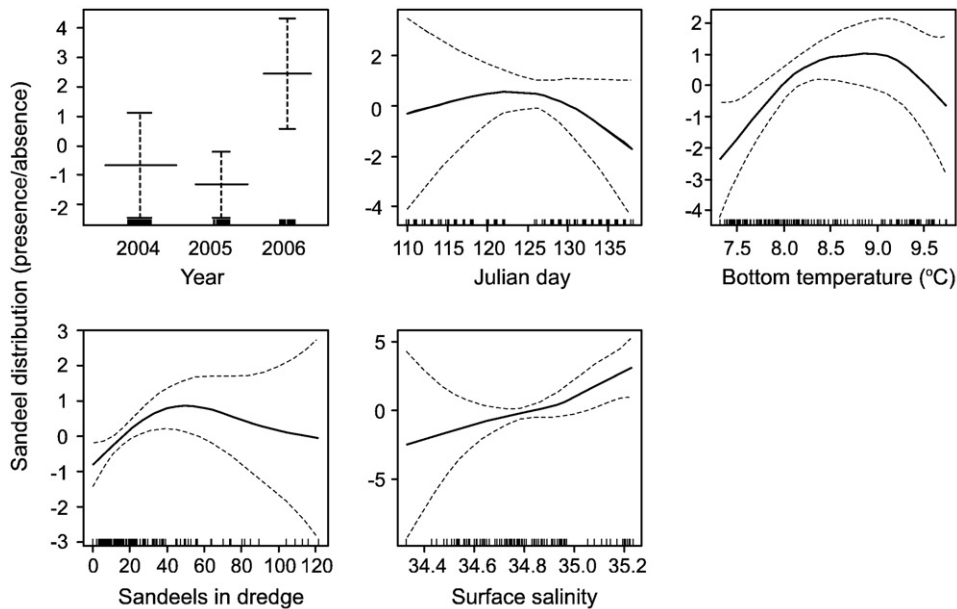 Sandeel distribution (presence/absence)
4
3
2
1
0
-1
-2
2004 2005 2006
Year
2
0
-2
-4
110 115 120 125 130 135
Julian day
2
1
0
-1
-2
-3
-4
7.5 8.0 8.5 9.0 9.5
Bottom temperature (°C)
3
2
1
0
-1
-2
-3
0 20 40 60 80 100 120
Sandeels in dredge
5
0
-5
34.4 34.6 34.8 35.0 35.2
Surface salinity